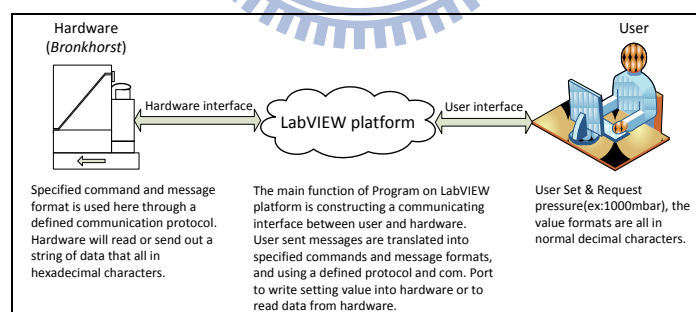 Hardware
(Bronkhorst)
User
Hardware interface
LabVIEW platform
User interface
Specified command and message
format is used here through a
defined communication protocol.
Hardware will read or send out a
string of data that all in
hexadecimal characters.
The main function of Program on LabVIEW
platform is constructing a communicating
interface between user and hardware.
User sent messages are translated into
specified commands and message formats,
and using a defined protocol and com. Port
to write setting value into hardware or to
read data from hardware.
User Set & Request
pressure(ex:1000mbar), the
value formats are all in
normal decimal characters.